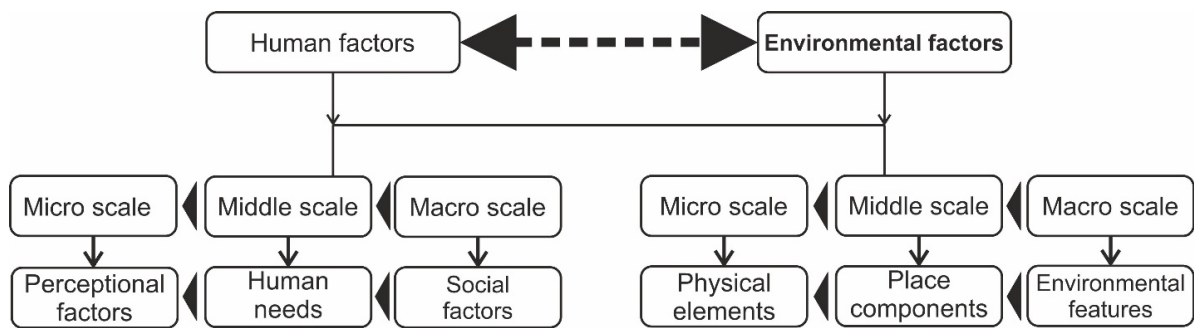 Human factors
Environmental factors
Micro scale
Middle scale
Macro scale
Micro scale
Middle scale
Macro scale
Perceptional
factors
Human
needs
Social
factors
Physical
elements
Place
components
Environmental
features